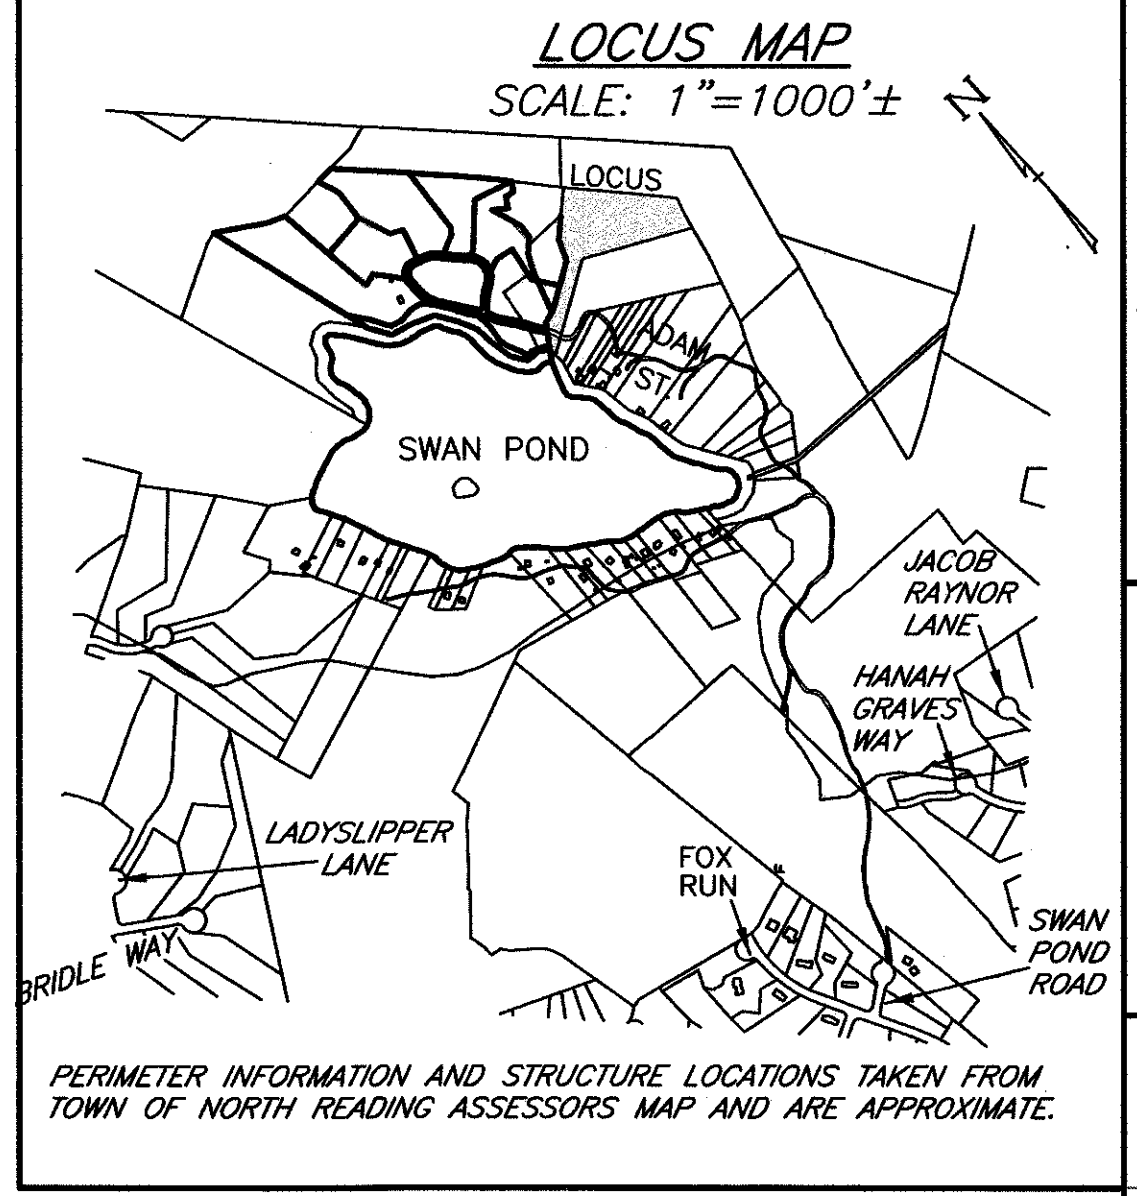 LOCUS MAP
SCALE: 1"=1000'±
N
LOCUS
ADAM
ST.
SWAN POND
JACOB
RAYNOR
LANE
HANAH
GRAVES
WAY
LADYSLIPPER
LANE
FOX
RUN
BRIDLE WAY
SWAN
POND
ROAD
PERIMETER INFORMATION AND STRUCTURE LOCATIONS TAKEN FROM
TOWN OF NORTH READING ASSESSORS MAP AND ARE APPROXIMATE.